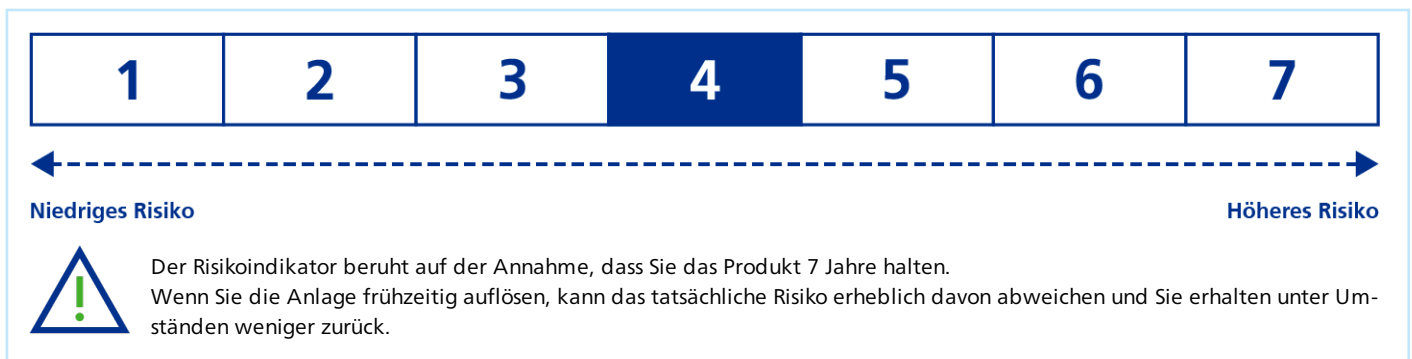 1 2 3 4 5 6 7
Niedriges Risiko Höheres Risiko
Der Risikoindikator beruht auf der Annahme, dass Sie das Produkt 7 Jahre halten.
Wenn Sie die Anlage frühzeitig auflösen, kann das tatsächliche Risiko erheblich davon abweichen und Sie erhalten unter Um-
ständen weniger zurück.